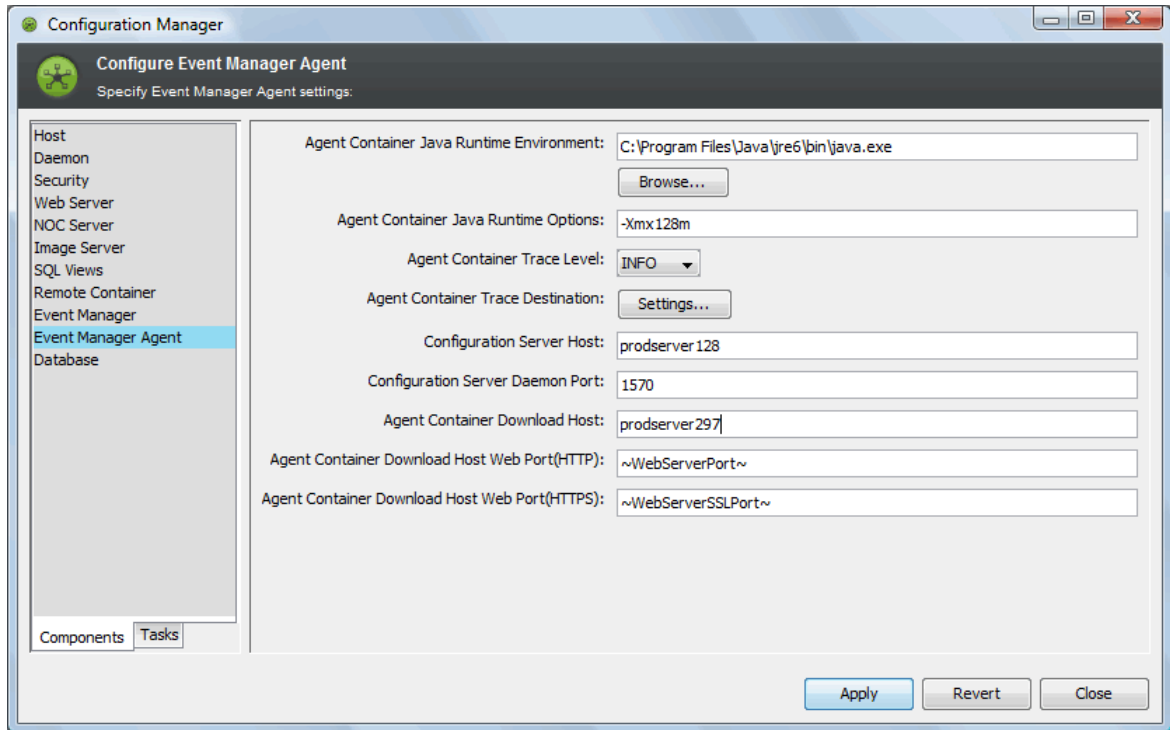 Configuration Manager
Configure Event Manager Agent
Specify Event Manager Agent settings:
Host
Daemon
Security
Web Server
NOC Server
Image Server
SQL Views
Remote Container
Event Manager
Event Manager Agent
Database
Components Tasks
Agent Container Java Runtime Environment: C:\Program Files\Java\jre6\bin\java.exe
Browse...
Agent Container Java Runtime Options: -Xmx128m
Agent Container Trace Level: INFO
Agent Container Trace Destination: Settings...
Configuration Server Host: prodserver128
Configuration Server Daemon Port: 1570
Agent Container Download Host: prodserver297
Agent Container Download Host Web Port(HTTP): ~WebServerPort~
Agent Container Download Host Web Port(HTTPS): ~WebServerSSLPort~
Apply Revert Close